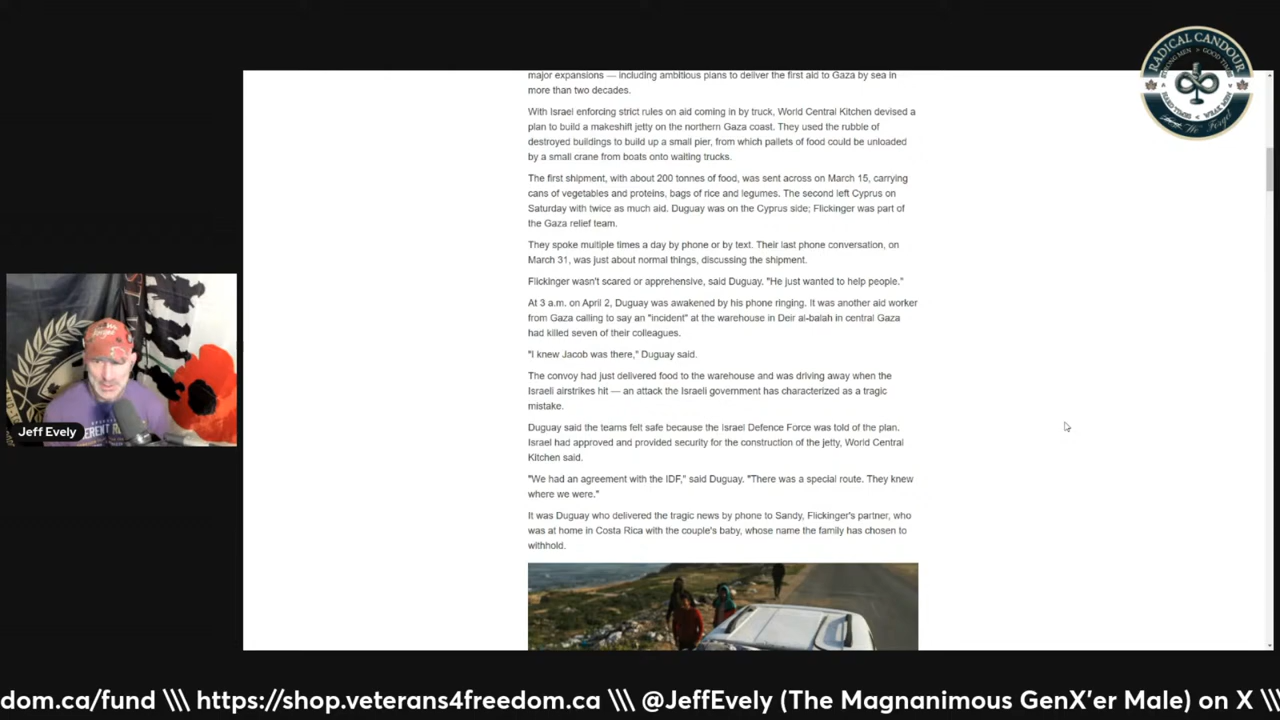 major expansions — including ambitious plans to deliver the first aid to Gaza by sea in
more than two decades.
With Israel enforcing strict rules on aid coming in by truck, World Central Kitchen devised a
plan to build a makeshift jetty on the northern Gaza coast. They used the rubble of
destroyed buildings to build up a small pier, from which pallets of food could be unloaded
by a small crane from boats onto waiting trucks.
The first shipment, with about 200 tonnes of food, was sent across on March 15, carrying
cans of vegetables and proteins, bags of rice and legumes. The second left Cyprus on
Saturday with twice as much aid. Duguay was on the Cyprus side; Flickinger was part of
the Gaza relief team.
They spoke multiple times a day by phone or by text. Their last phone conversation, on
March 31, was just about normal things, discussing the shipment.
Flickinger wasn't scared or apprehensive, said Duguay. "He just wanted to help people."
At 3 a.m. on April 2, Duguay was awakened by his phone ringing. It was another aid worker
from Gaza calling to say an "incident" at the warehouse in Deir al-balah in central Gaza
had killed seven of their colleagues.
"I knew Jacob was there," Duguay said.
The convoy had just delivered food to the warehouse and was driving away when the
Israeli airstrikes hit — an attack the Israeli government has characterized as a tragic
mistake.
Duguay said the teams felt safe because the Israel Defence Force was told of the plan.
Israel had approved and provided security for the construction of the jetty, World Central
Kitchen said.
"We had an agreement with the IDF," said Duguay. "There was a special route. They knew
where we were."
It was Duguay who delivered the tragic news by phone to Sandy, Flickinger's partner, who
was at home in Costa Rica with the couple's baby, whose name the family has chosen to
withhold.
RADICAL CANDOUR
STRONG MEN
GOOD TIMES
HARD TIMES
WEAK MEN
Jeff Evely
dom.ca/fund \\\ https://shop.veterans4freedom.ca \\\ @JeffEvely (The Magnanimous GenX'er Male) on X \\\